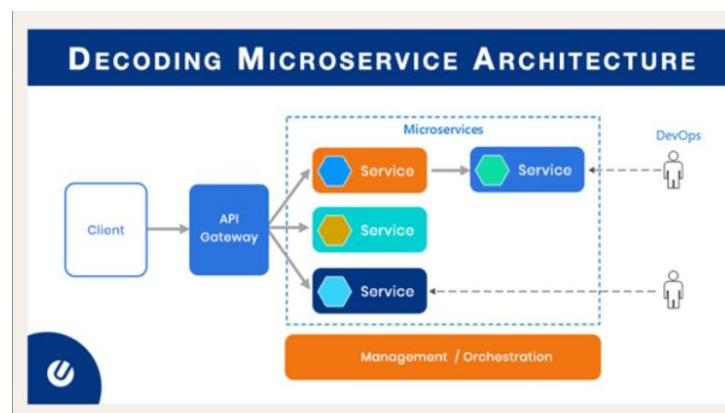 DECODING MICROSERVICE ARCHITECTURE
Microservices
DevOps
Service
Service
Client
API
Gateway
Service
Service
Management / Orchestration